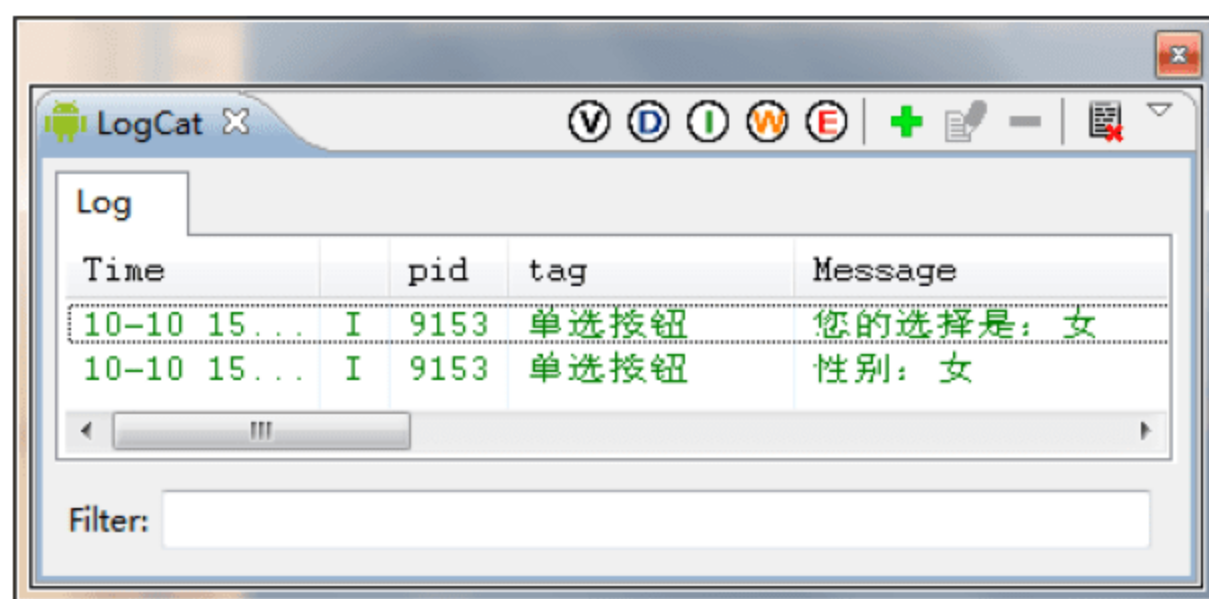 LogCat
V D I W E
Log
Time pid tag Message
10-10 15... I 9153 单选按钮 您的选择是：女
10-10 15... I 9153 单选按钮 性别：女
Filter: